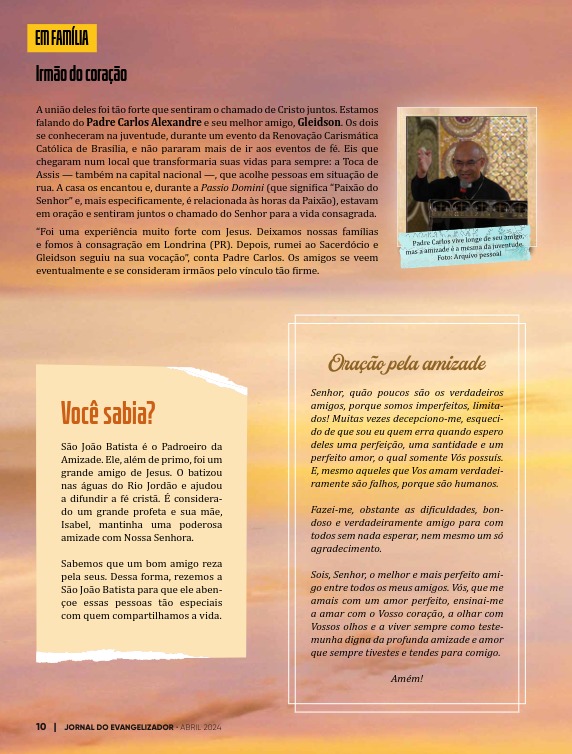 EM FAMÍLIA
Irmão do coração
A união deles foi tão forte que sentiram o chamado de Cristo juntos. Estamos
falando do Padre Carlos Alexandre e seu melhor amigo, Gleidson. Os dois
se conheceram na juventude, durante um evento da Renovação Carismática
Católica de Brasília, e não pararam mais de ir aos eventos de fé. Eis que
chegaram num local que transformaria suas vidas para sempre: a Toca de
Assis — também na capital nacional —, que acolhe pessoas em situação de
rua. A casa os encantou e, durante a Passio Domini (que significa “Paixão do
Senhor” e, mais especificamente, é relacionada às horas da Paixão), estavam
em oração e sentiram juntos o chamado do Senhor para a vida consagrada.
“Foi uma experiência muito forte com Jesus. Deixamos nossas famílias
e fomos à consagração em Londrina (PR). Depois, rumei ao Sacerdócio e
Gleidson seguiu na sua vocação”, conta Padre Carlos. Os amigos se veem
eventualmente e se consideram irmãos pelo vínculo tão firme.
Padre Carlos vive longe de seu amigo,
mas a amizade é a mesma da juventude.
Foto: Arquivo pessoal
Você sabia?
São João Batista é o Padroeiro da
Amizade. Ele, além de primo, foi um
grande amigo de Jesus. O batizou
nas águas do Rio Jordão e ajudou
a difundir a fé cristã. É considera-
do um grande profeta e sua mãe,
Isabel, mantinha uma poderosa
amizade com Nossa Senhora.
Sabemos que um bom amigo reza
pela seus. Dessa forma, rezemos a
São João Batista para que ele aben-
çoe essas pessoas tão especiais
com quem compartilhamos a vida.
Oração pela amizade
Senhor, quão poucos são os verdadeiros
amigos, porque somos imperfeitos, limita-
dos! Muitas vezes decepciono-me, esqueci-
do de que sou eu quem erra quando espero
deles uma perfeição, uma santidade e um
perfeito amor, o qual somente Vós possuís.
E, mesmo aqueles que Vos amam verdadei-
ramente são falhos, porque são humanos.
Fazei-me, obstante as dificuldades, bon-
doso e verdadeiramente amigo para com
todos sem nada esperar, nem mesmo um só
agradecimento.
Sois, Senhor, o melhor e mais perfeito ami-
go entre todos os meus amigos. Vós, que me
amais com um amor perfeito, ensinai-me
a amar com o Vosso coração, a olhar com
Vossos olhos e a viver sempre como teste-
munha digna da profunda amizade e amor
que sempre tivestes e tendes para comigo.
Amém!
10 | JORNAL DO EVANGELIZADOR - ABRIL 2024